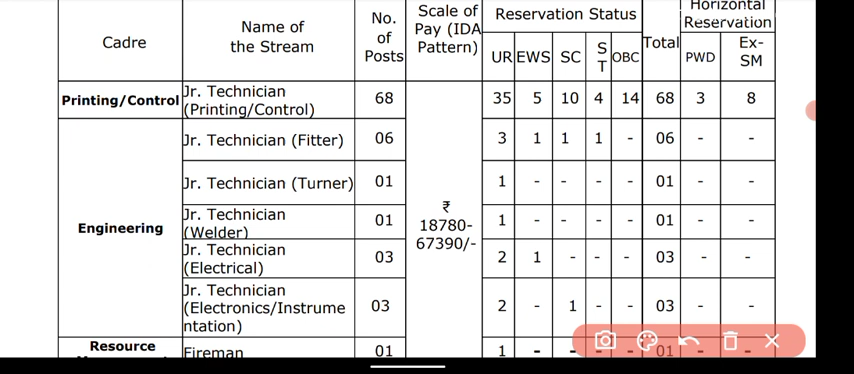 Cadre
Name of
the Stream
No.
of
Posts
Scale of
Pay (IDA
Pattern)
Reservation Status
Horizontal
Reservation
UR EWS SC
S
T
OBC
Total
PWD
Ex-
SM
Printing/Control
Jr. Technician
(Printing/Control)
68 35 5 10 4 14 68 3 8
Engineering
Jr. Technician (Fitter) 06 3 1 1 1 - 06 - -
Jr. Technician (Turner) 01 1 - - - - 01 - -
₹
18780-
67390/-
Jr. Technician
(Welder)
01 1 - - - - 01 - -
Jr. Technician
(Electrical)
03 2 1 - - - 03 - -
Jr. Technician
(Electronics/Instrume
ntation)
03 2 - 1 - - 03 - -
Resource
Fireman 01 1 - - - - 01 - -